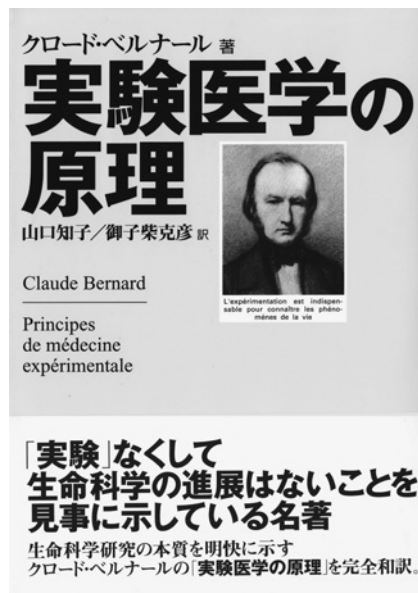 クロード・ベルナール 著
実験医学の
原理
山口知子／御子柴克彦 訳
Claude Bernard
Principes
de médecine
expérimentale
L'expérimentation est indispen-
sable pour connaître les phéno-
ménes de la vie
「実験」なくして
生命科学の進展はないことを
見事に示している名著
生命科学研究の本質を明快に示す
クロード・ベルナールの「実験医学の原理」を完全和訳。